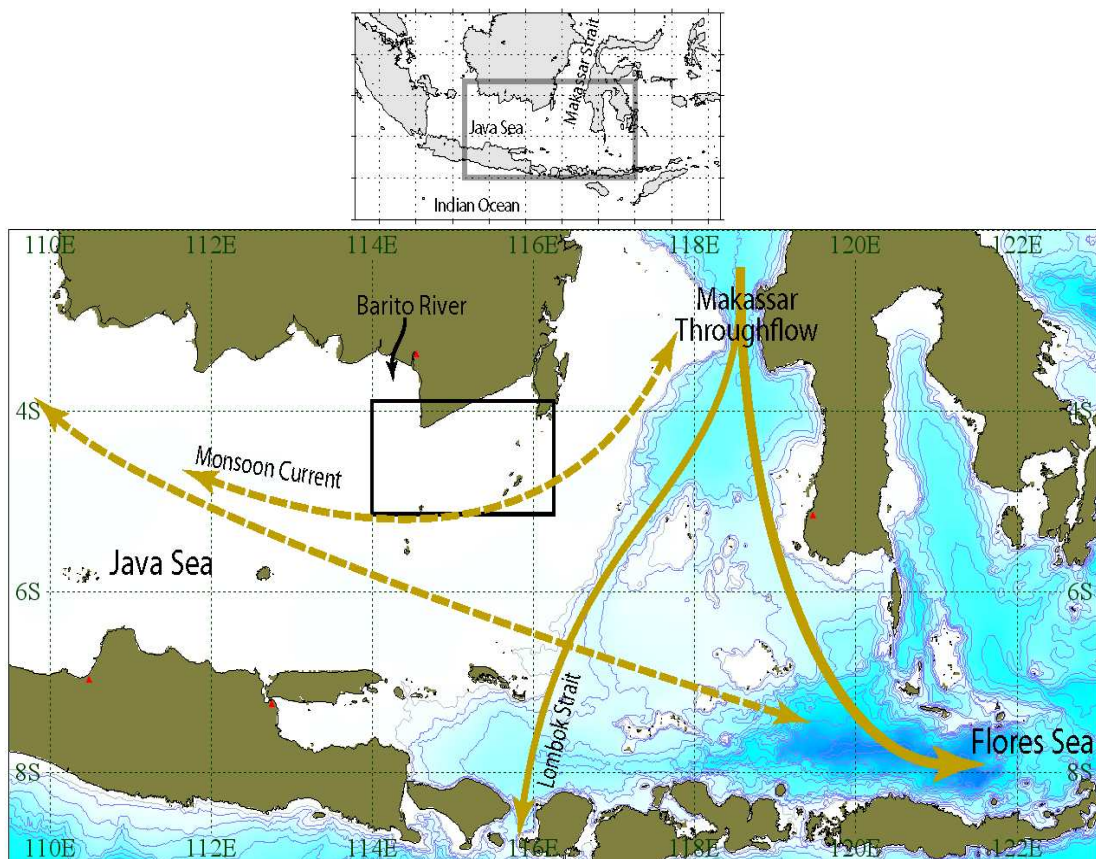 Makassar Strait
Java Sea
Indian Ocean
110E 112E 114E 116E 118E 120E 122E
Barito River
Makassar
Throughflow
4S 4S
Monsoon Current
Java Sea
6S 6S
Lombok Strait
Flores Sea
8S 8S
110E 112E 114E 116E 118E 120E 122E